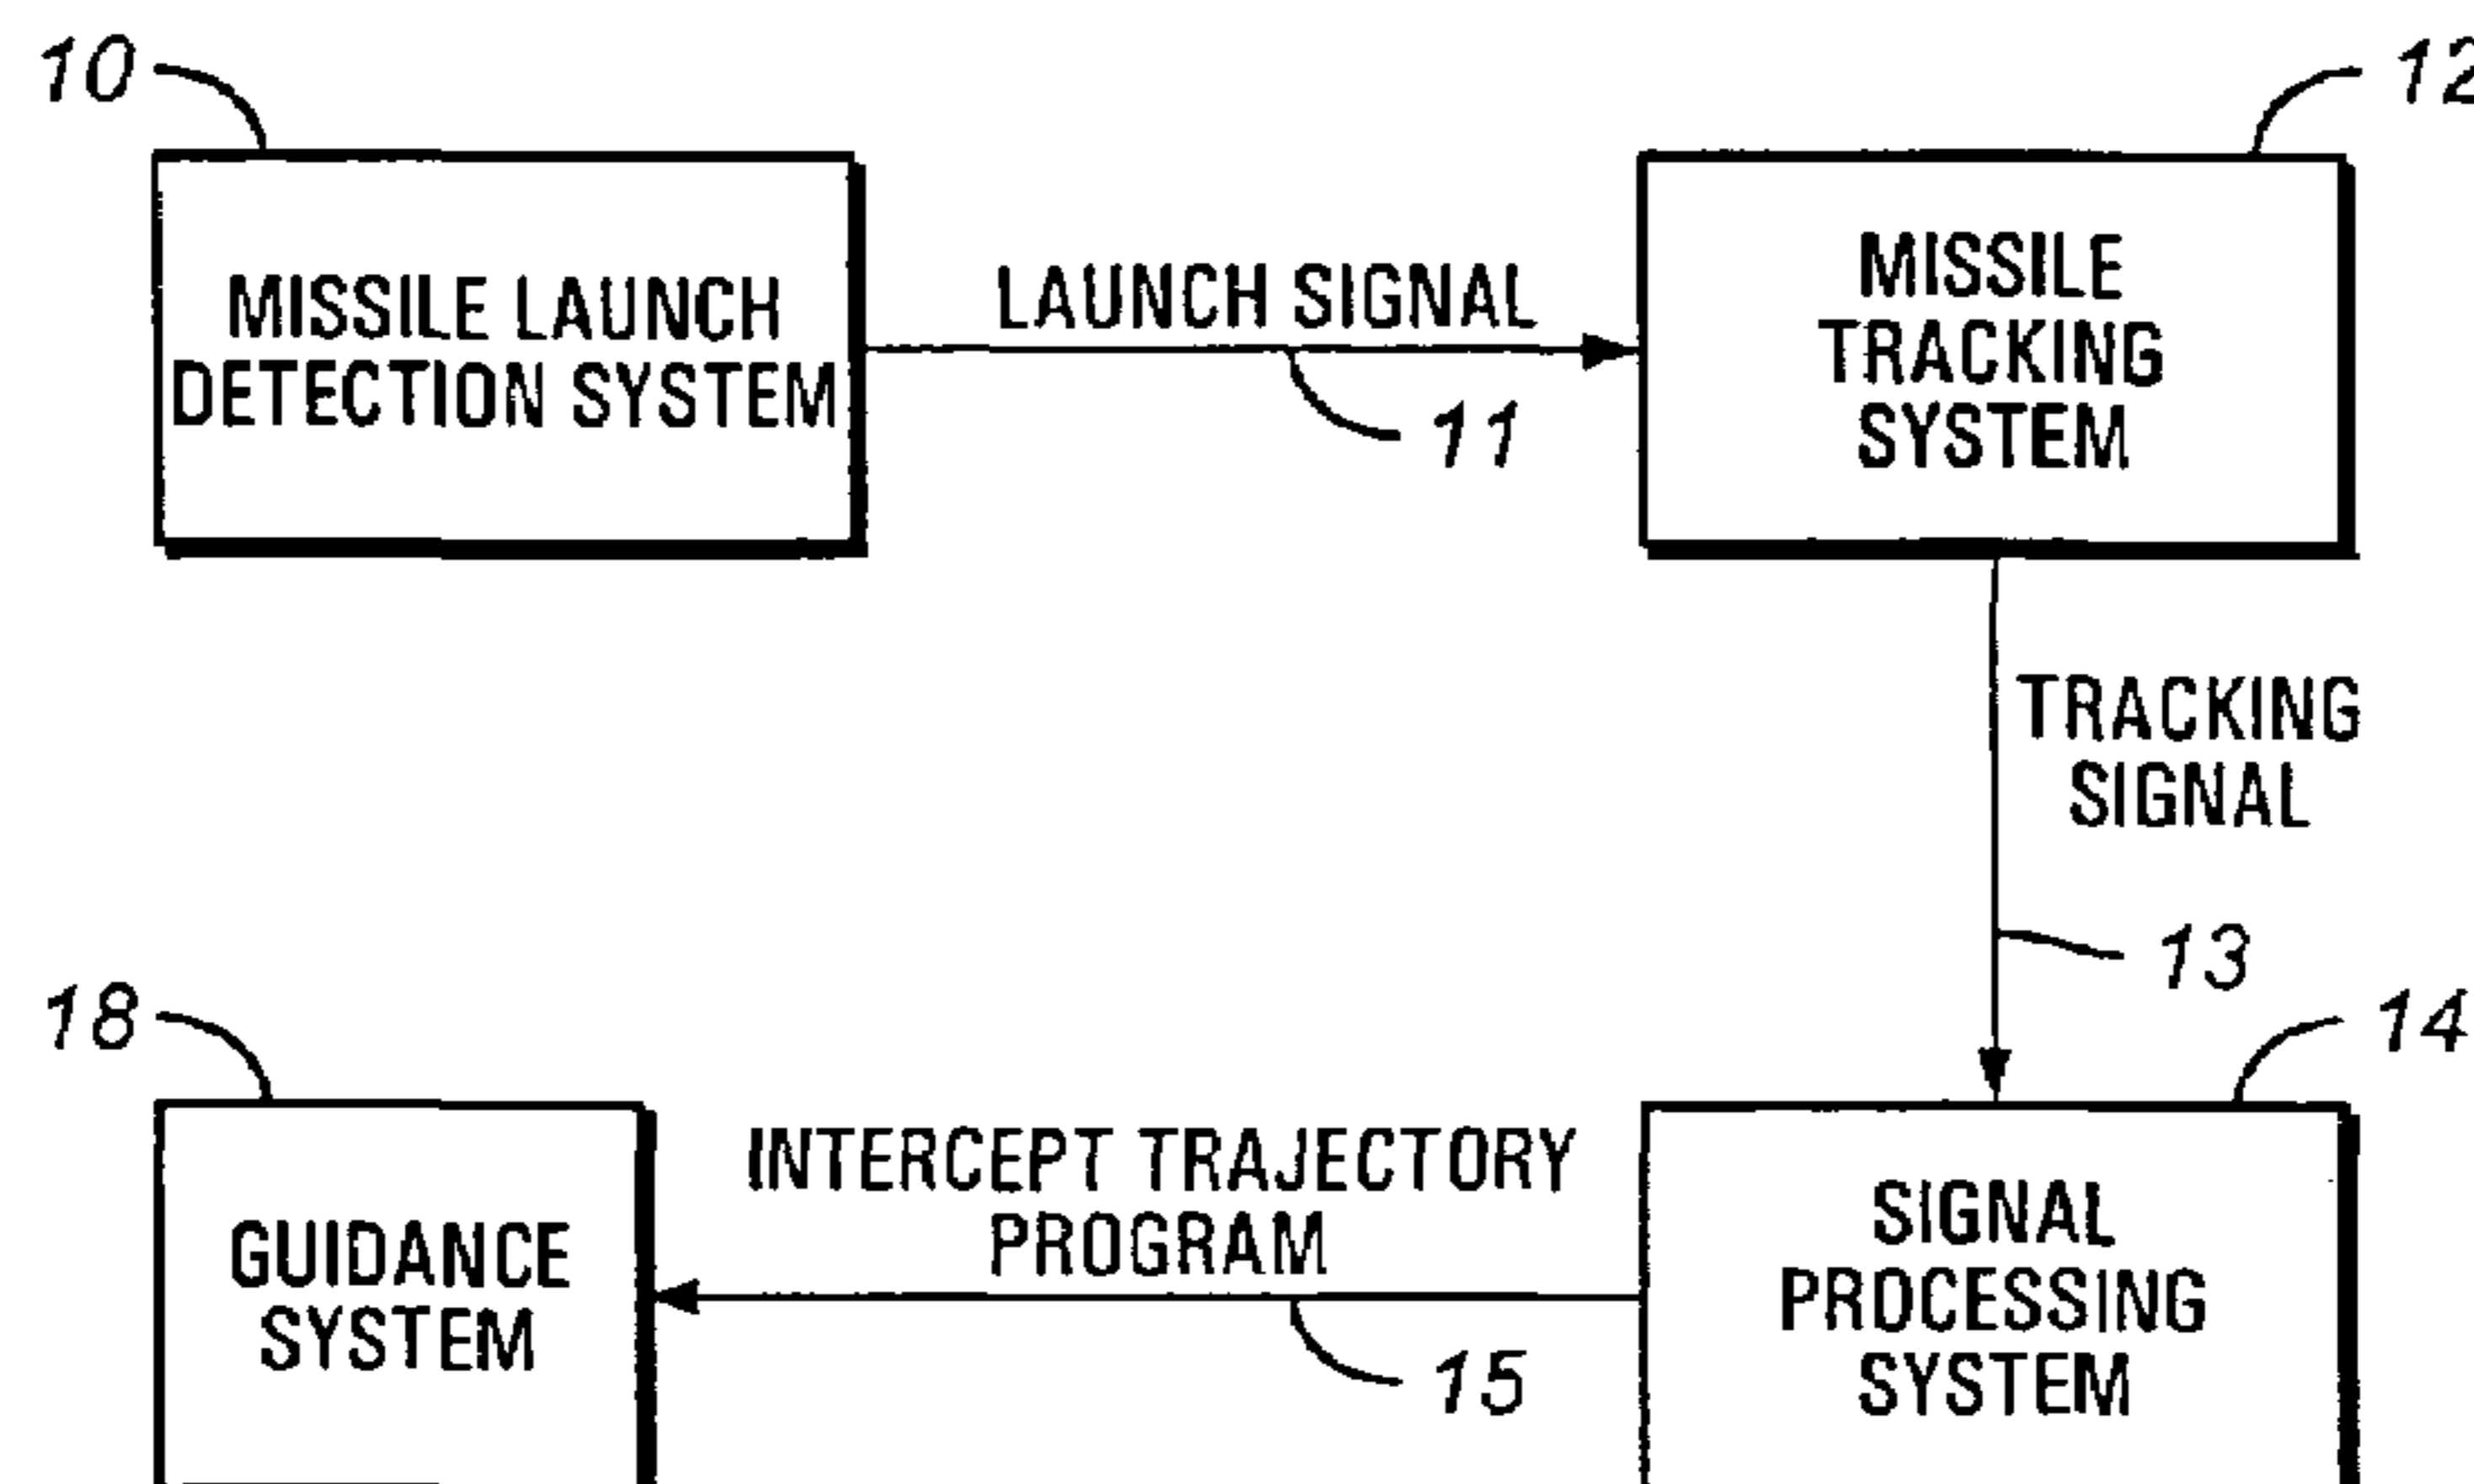 10
12
MISSILE LAUNCH
DETECTION SYSTEM
LAUNCH SIGNAL
11
MISSILE
TRACKING
SYSTEM
TRACKING
SIGNAL
13
18
14
GUIDANCE
SYSTEM
INTERCEPT TRAJECTORY
PROGRAM
15
SIGNAL
PROCESSING
SYSTEM